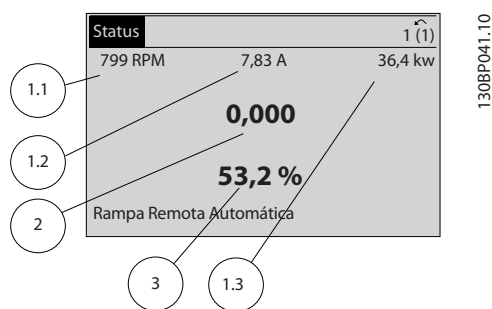 Status
1 (1)
799 RPM 7,83 A 36,4 kw
0,000
53,2 %
Rampa Remota Automática
1.1
1.2
2
3
1.3
130BP041.10